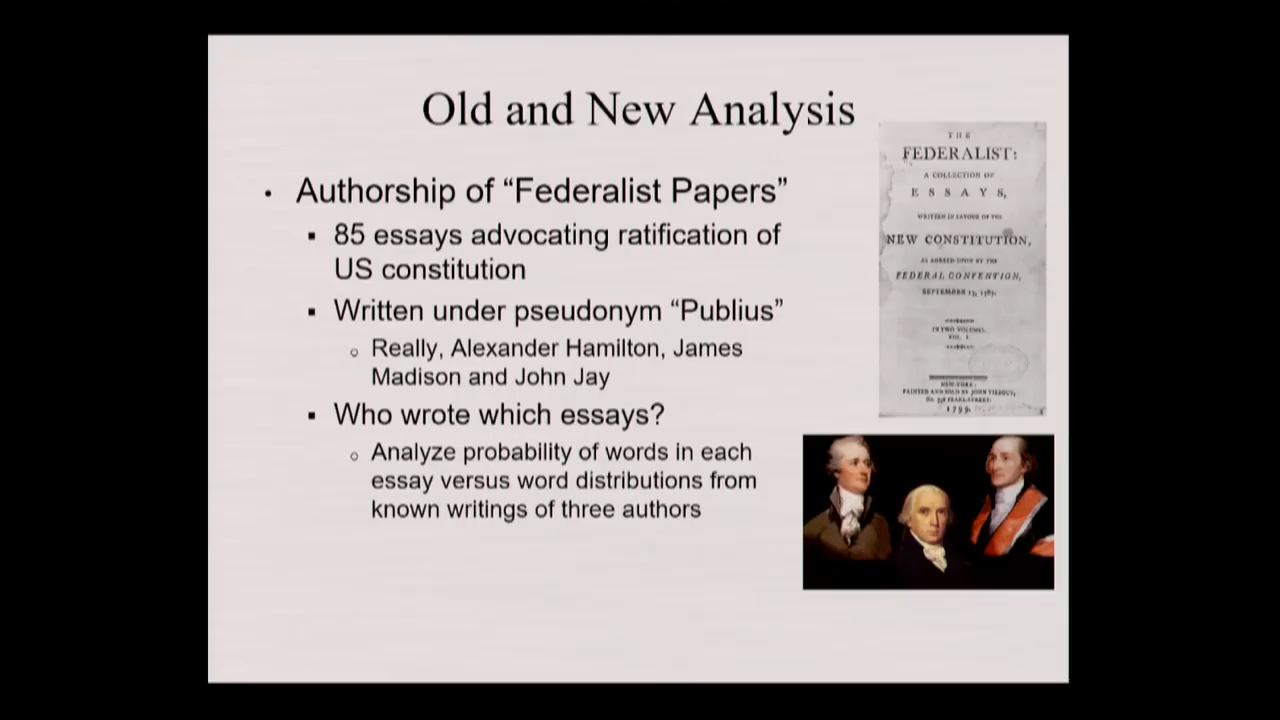 Old and New Analysis
• Authorship of “Federalist Papers”
▪ 85 essays advocating ratification of
US constitution
▪ Written under pseudonym “Publius”
○ Really, Alexander Hamilton, James
Madison and John Jay
▪ Who wrote which essays?
○ Analyze probability of words in each
essay versus word distributions from
known writings of three authors
THE
FEDERALIST:
A COLLECTION OF
ESSAYS,
WRITTEN IN FAVOUR OF THE
NEW CONSTITUTION,
AS AGREED UPON BY THE
FEDERAL CONVENTION,
SEPTEMBER 17, 1787.
IN TWO VOLUMES.
VOL. I
NEW-YORK:
PRINTED AND SOLD BY JOHN TIEBOUT,
No. 358 PEARL-STREET.
1799.